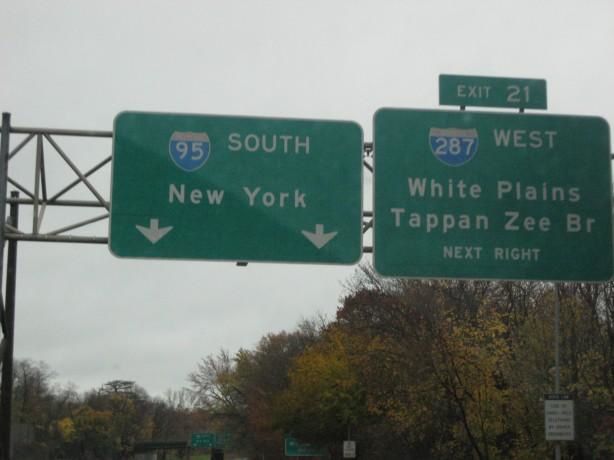 95 SOUTH
New York
EXIT 21
287 WEST
White Plains
Tappan Zee Br
NEXT RIGHT